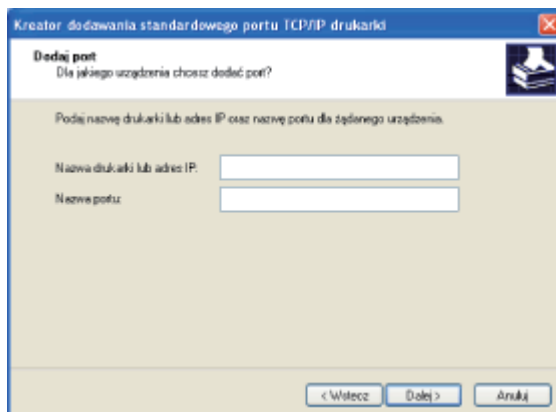 Kreator dodawania standardowego portu TCP/IP drukarki
Dodaj port
Dla jakiego urządzenia chcesz dodać port?
Podaj nazwę drukarki lub adres IP oraz nazwę portu dla żądanego urządzenia.
Nazwa drukarki lub adres IP:
Nazwa portu:
< Wstecz Dalej > Anuluj